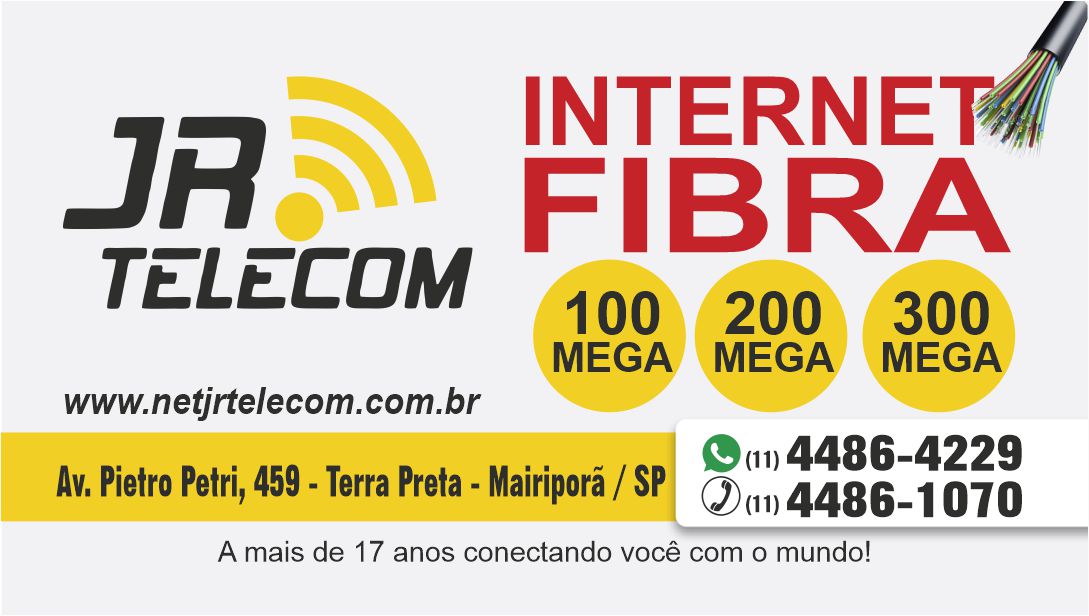 JR
TELECOM
www.netjrtelecom.com.br
INTERNET
FIBRA
100
MEGA
200
MEGA
300
MEGA
Av. Pietro Petri, 459 - Terra Preta - Mairiporã / SP
(11) 4486-4229
(11) 4486-1070
A mais de 17 anos conectando você com o mundo!